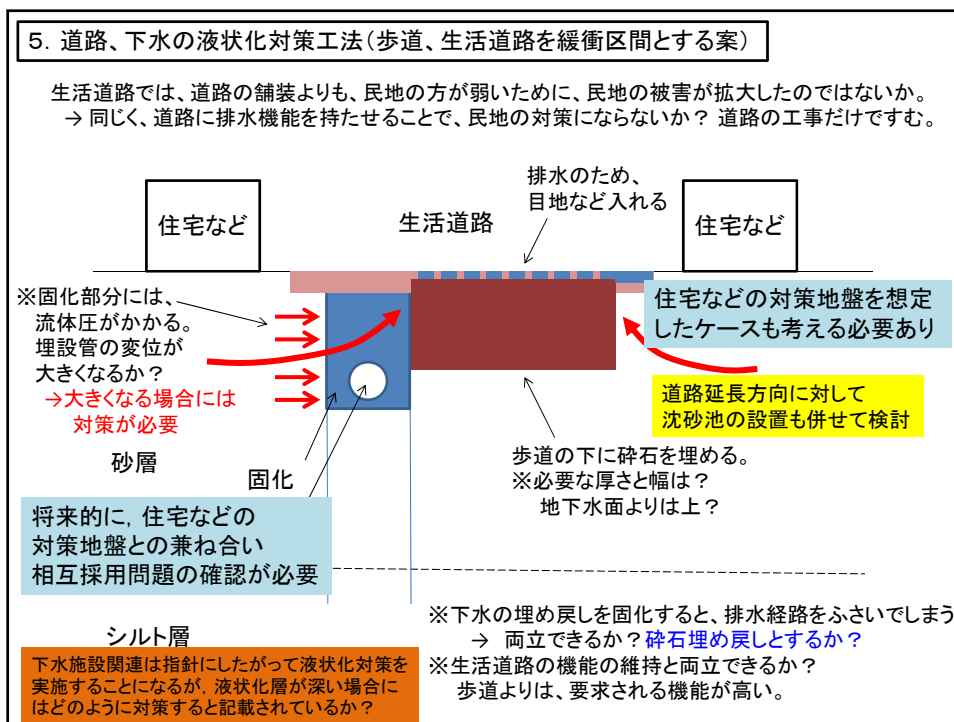 ５．道路、下水の液状化対策工法（歩道、生活道路を緩衝区間とする案）
生活道路では、道路の舗装よりも、民地の方が弱いために、民地の被害が拡大したのではないか。
→ 同じく、道路に排水機能を持たせることで、民地の対策にならないか？ 道路の工事だけですむ。
排水のため、
目地など入れる
住宅など
生活道路
住宅など
※固化部分には、
流体圧がかかる。
埋設管の変位が
大きくなるか？
→大きくなる場合には
対策が必要
住宅などの対策地盤を想定
したケースも考える必要あり
道路延長方向に対して
沈砂池の設置も併せて検討
砂層
固化
歩道の下に砕石を埋める。
※必要な厚さと幅は？
地下水面よりは上？
将来的に，住宅などの
対策地盤との兼ね合い
相互採用問題の確認が必要
シルト層
※下水の埋め戻しを固化すると、排水経路をふさいでしまう
→ 両立できるか？砕石埋め戻しとするか？
※生活道路の機能の維持と両立できるか？
歩道よりは、要求される機能が高い。
下水施設関連は指針にしたがって液状化対策を
実施することになるが，液状化層が深い場合に
はどのように対策すると記載されているか？